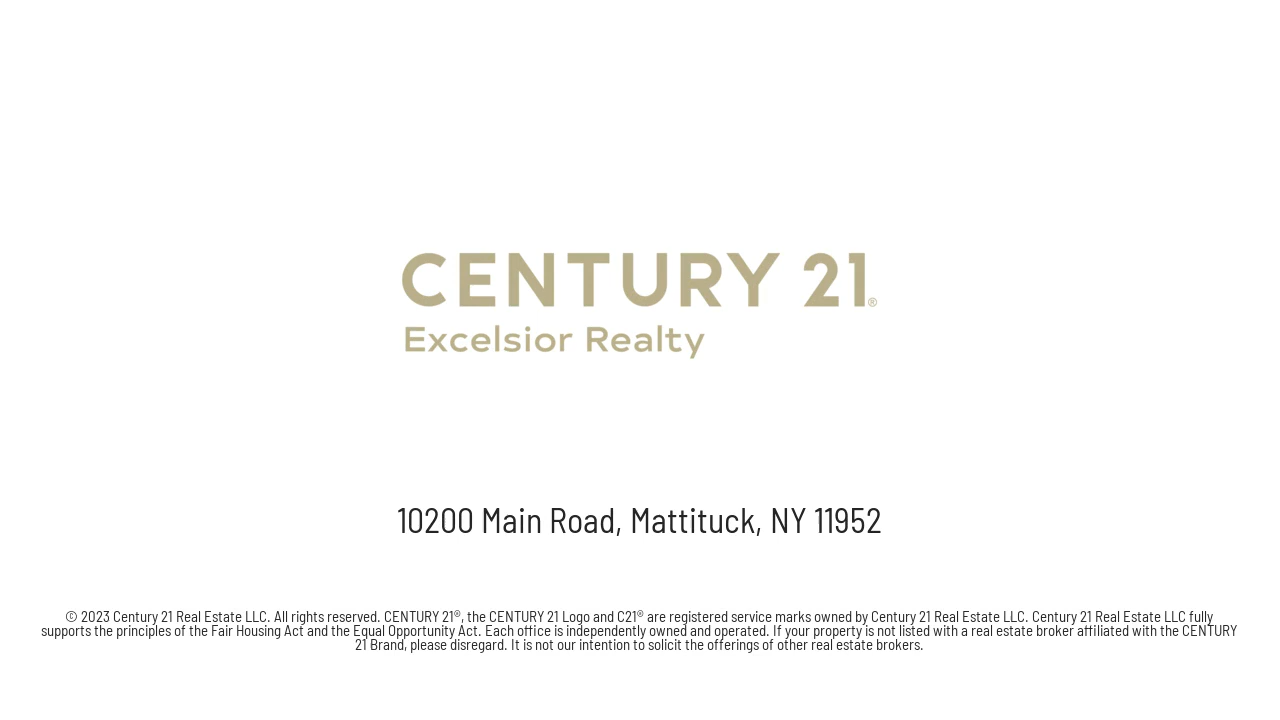 CENTURY 21®
Excelsior Realty
10200 Main Road, Mattituck, NY 11952
© 2023 Century 21 Real Estate LLC. All rights reserved. CENTURY 21®, the CENTURY 21 Logo and C21® are registered service marks owned by Century 21 Real Estate LLC. Century 21 Real Estate LLC fully
supports the principles of the Fair Housing Act and the Equal Opportunity Act. Each office is independently owned and operated. If your property is not listed with a real estate broker affiliated with the CENTURY
21 Brand, please disregard. It is not our intention to solicit the offerings of other real estate brokers.